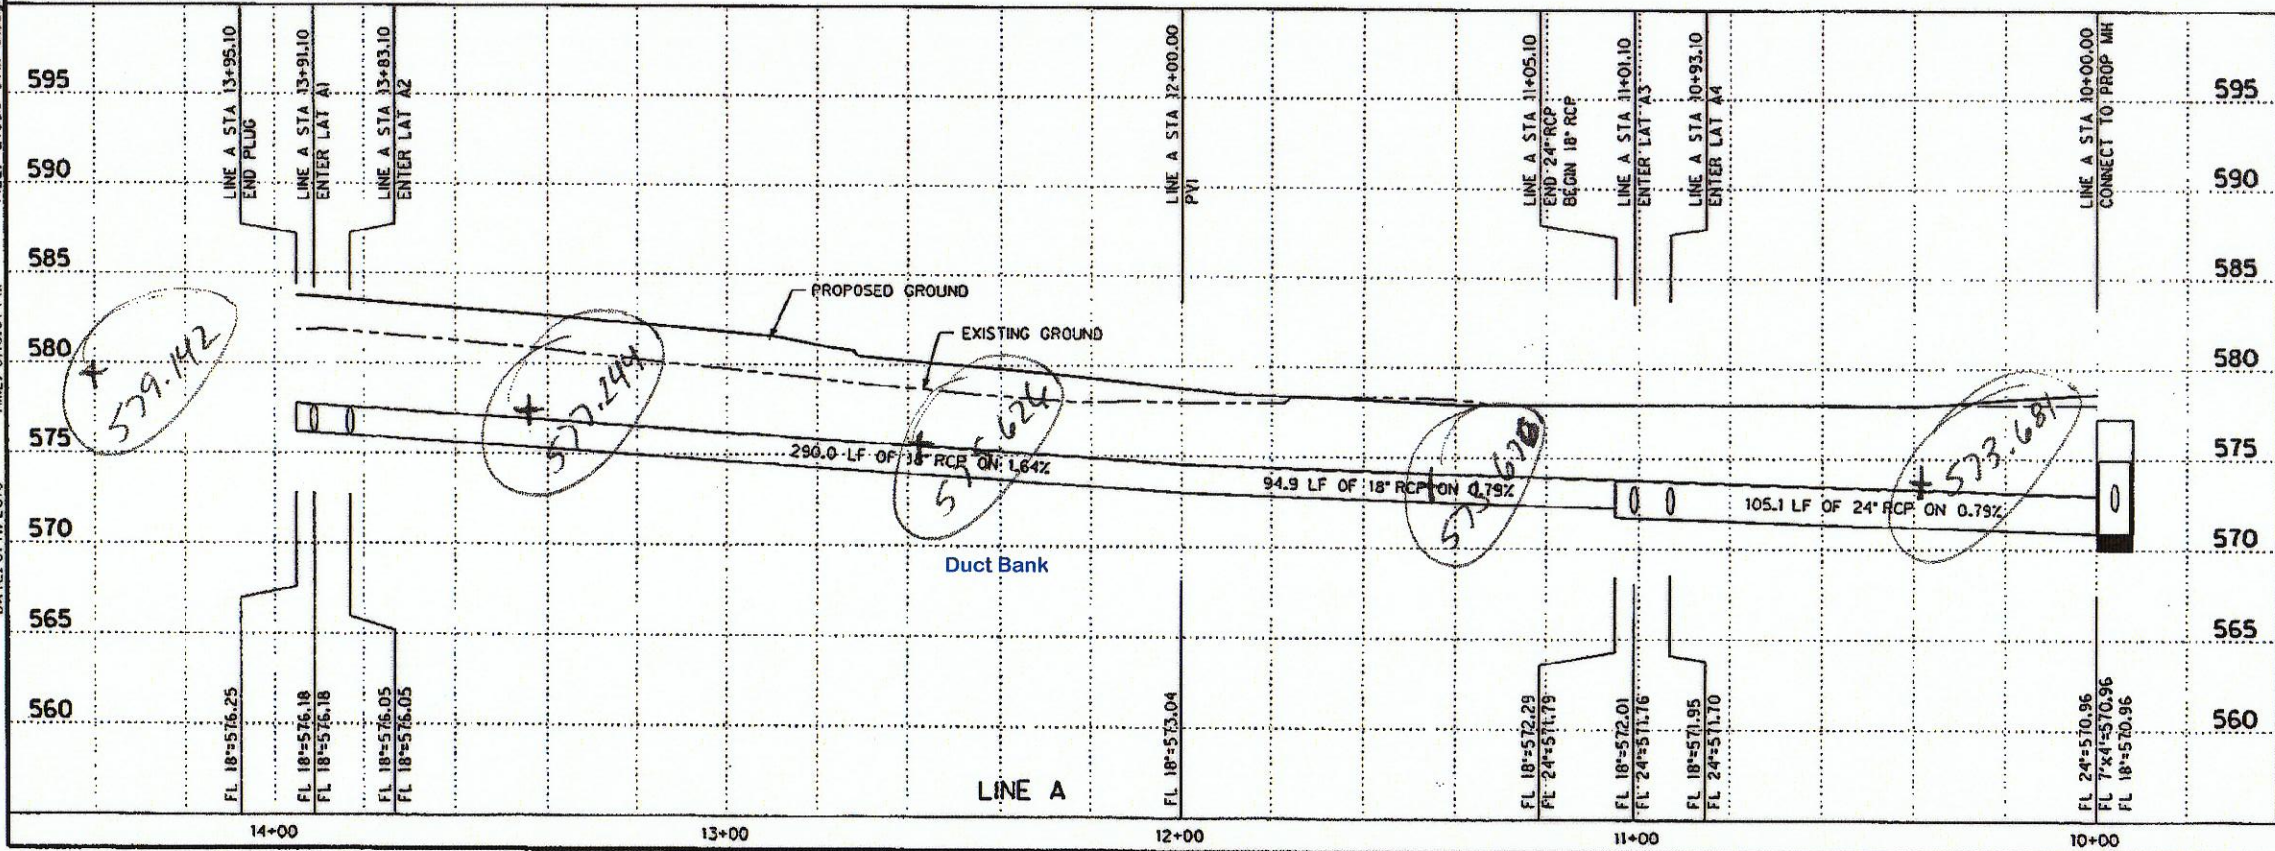 LINE A STA 13+95.10
END PLUG
LINE A STA 13+91.10
ENTER LAT A1
LINE A STA 13+83.10
ENTER LAT A2
LINE A STA 12+00.00
PVI
LINE A STA 11+05.10
END 24" RCP
BEGIN 18" RCP
LINE A STA 11+01.10
ENTER LAT A3
LINE A STA 10+93.10
ENTER LAT A4
LINE A STA 10+00.00
CONNECT TO PROP MH
595
595
590
590
585
585
PROPOSED GROUND
EXISTING GROUND
580
580
579.142
577.244
624
573.681
575
575
290.0 LF OF 18" RCP ON 1.64%
94.9 LF OF 18" RCP ON 0.79%
105.1 LF OF 24" RCP ON 0.79%
570
570
Duct Bank
565
565
560
560
FL 18"=576.25
FL 18"=576.18
FL 18"=576.18
FL 18"=576.05
FL 18"=576.05
FL 18"=573.04
FL 18"=572.29
FL 24"=571.79
FL 18"=572.01
FL 24"=571.76
FL 18"=571.95
FL 24"=571.70
FL 24"=570.96
FL 7'x4'=570.96
FL 18"=570.96
LINE A
14+00
13+00
12+00
11+00
10+00